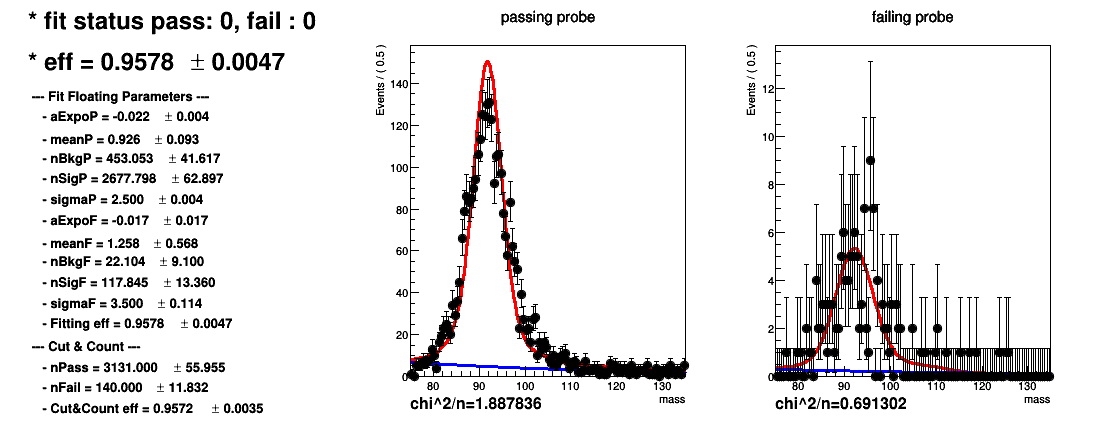 * fit status pass: 0, fail : 0
* eff = 0.9578 ± 0.0047
--- Fit Floating Parameters ---
- aExpoP = -0.022 ± 0.004
- meanP = 0.926 ± 0.093
- nBkgP = 453.053 ± 41.617
- nSigP = 2677.798 ± 62.897
- sigmaP = 2.500 ± 0.004
- aExpoF = -0.017 ± 0.017
- meanF = 1.258 ± 0.568
- nBkgF = 22.104 ± 9.100
- nSigF = 117.845 ± 13.360
- sigmaF = 3.500 ± 0.114
- Fitting eff = 0.9578 ± 0.0047
--- Cut & Count ---
- nPass = 3131.000 ± 55.955
- nFail = 140.000 ± 11.832
- Cut&Count eff = 0.9572 ± 0.0035
passing probe
Events / ( 0.5 )
140
120
100
80
60
40
20
0
80 90 100 110 120 130
mass
chi^2/n=1.887836
failing probe
Events / ( 0.5 )
12
10
8
6
4
2
0
80 90 100 110 120 130
mass
chi^2/n=0.691302